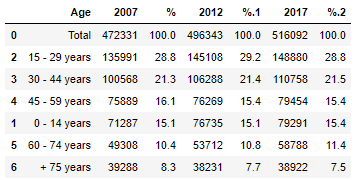 Age 2007 % 2012 %.1 2017 %.2
0 Total 472331 100.0 496343 100.0 516092 100.0
2 15 - 29 years 135991 28.8 145108 29.2 148880 28.8
3 30 - 44 years 100568 21.3 106288 21.4 110758 21.5
4 45 - 59 years 75889 16.1 76269 15.4 79454 15.4
1 0 - 14 years 71287 15.1 76735 15.1 79291 15.4
5 60 - 74 years 49308 10.4 53712 10.8 58788 11.4
6 + 75 years 39288 8.3 38231 7.7 38922 7.5